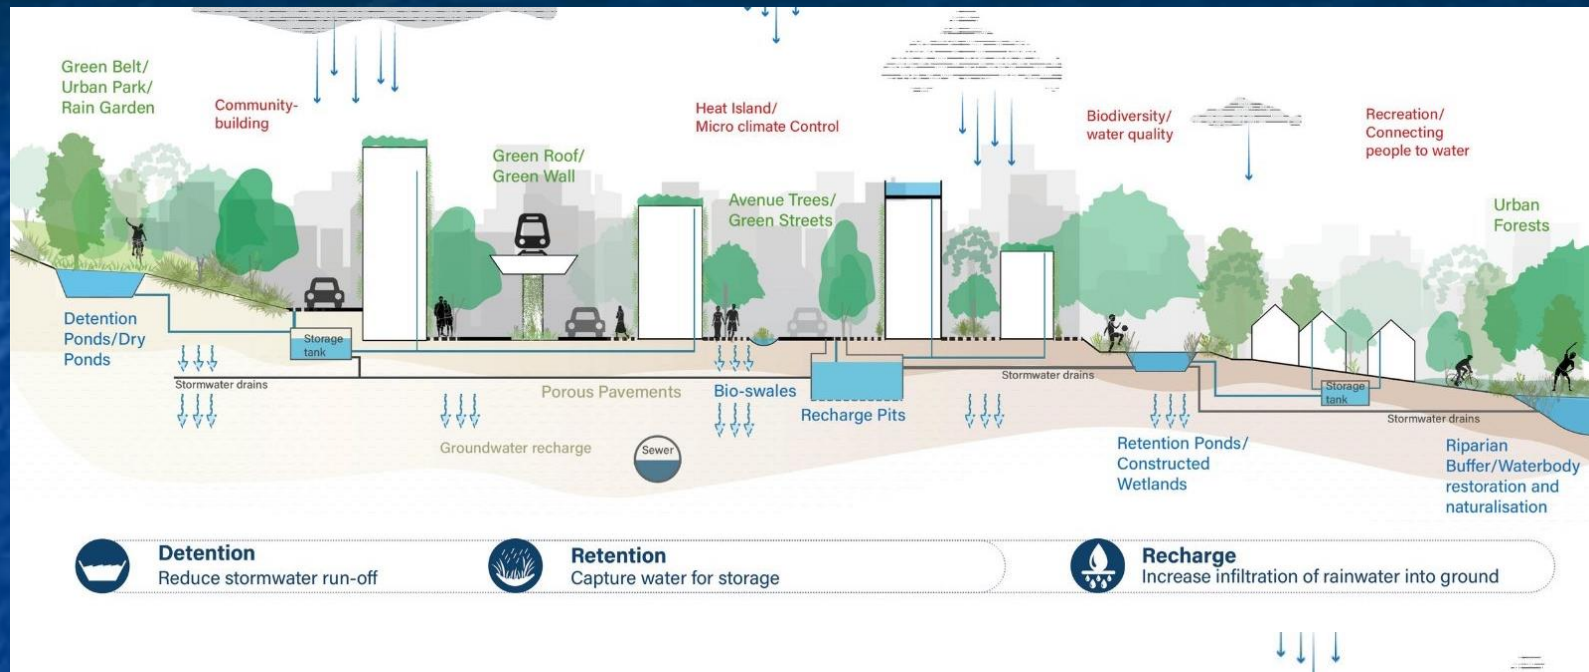 Green Belt/
Urban Park/
Rain Garden
Community-
building
Heat Island/
Micro climate Control
Biodiversity/
water quality
Recreation/
Connecting
people to water
Green Roof/
Green Wall
Avenue Trees/
Green Streets
Urban
Forests
Detention
Ponds/Dry
Ponds
Storage
tank
Stormwater drains
Porous Pavements
Bio-swales
Recharge Pits
Stormwater drains
Storage
tank
Stormwater drains
Groundwater recharge
Sewer
Retention Ponds/
Constructed
Wetlands
Riparian
Buffer/Waterbody
restoration and
naturalisation
Detention
Reduce stormwater run-off
Retention
Capture water for storage
Recharge
Increase infiltration of rainwater into ground